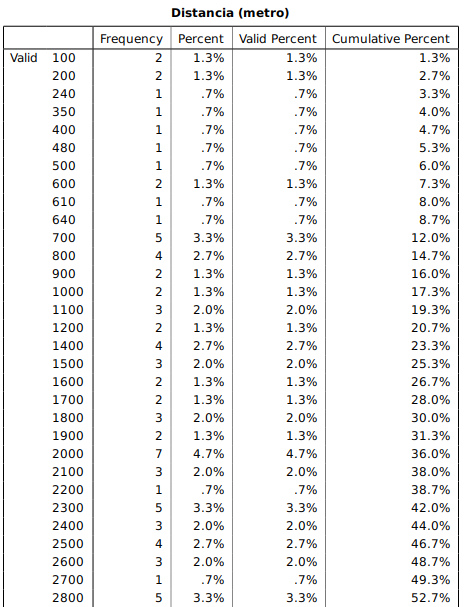 Distancia (metro)
Frequency Percent Valid Percent Cumulative Percent
Valid 100 2 1.3% 1.3% 1.3%
200 2 1.3% 1.3% 2.7%
240 1 .7% .7% 3.3%
350 1 .7% .7% 4.0%
400 1 .7% .7% 4.7%
480 1 .7% .7% 5.3%
500 1 .7% .7% 6.0%
600 2 1.3% 1.3% 7.3%
610 1 .7% .7% 8.0%
640 1 .7% .7% 8.7%
700 5 3.3% 3.3% 12.0%
800 4 2.7% 2.7% 14.7%
900 2 1.3% 1.3% 16.0%
1000 2 1.3% 1.3% 17.3%
1100 3 2.0% 2.0% 19.3%
1200 2 1.3% 1.3% 20.7%
1400 4 2.7% 2.7% 23.3%
1500 3 2.0% 2.0% 25.3%
1600 2 1.3% 1.3% 26.7%
1700 2 1.3% 1.3% 28.0%
1800 3 2.0% 2.0% 30.0%
1900 2 1.3% 1.3% 31.3%
2000 7 4.7% 4.7% 36.0%
2100 3 2.0% 2.0% 38.0%
2200 1 .7% .7% 38.7%
2300 5 3.3% 3.3% 42.0%
2400 3 2.0% 2.0% 44.0%
2500 4 2.7% 2.7% 46.7%
2600 3 2.0% 2.0% 48.7%
2700 1 .7% .7% 49.3%
2800 5 3.3% 3.3% 52.7%